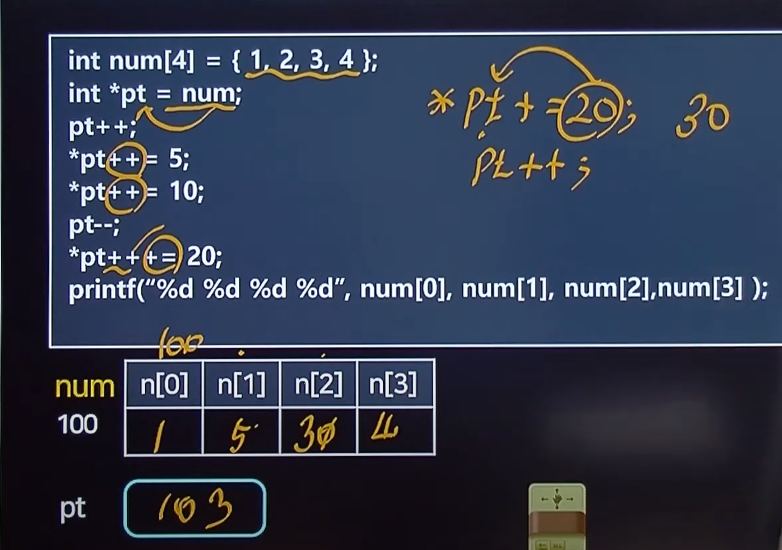 int num[4] = { 1, 2, 3, 4 };
int *pt = num;
pt++;
*pt++ = 5;
*pt++ = 10;
pt--;
*pt+++= 20;
printf("%d %d %d %d", num[0], num[1], num[2],num[3] );
*pt+=20; 30
pt++;
100
num n[0] n[1] n[2] n[3]
100 1 5 30 4
pt 103